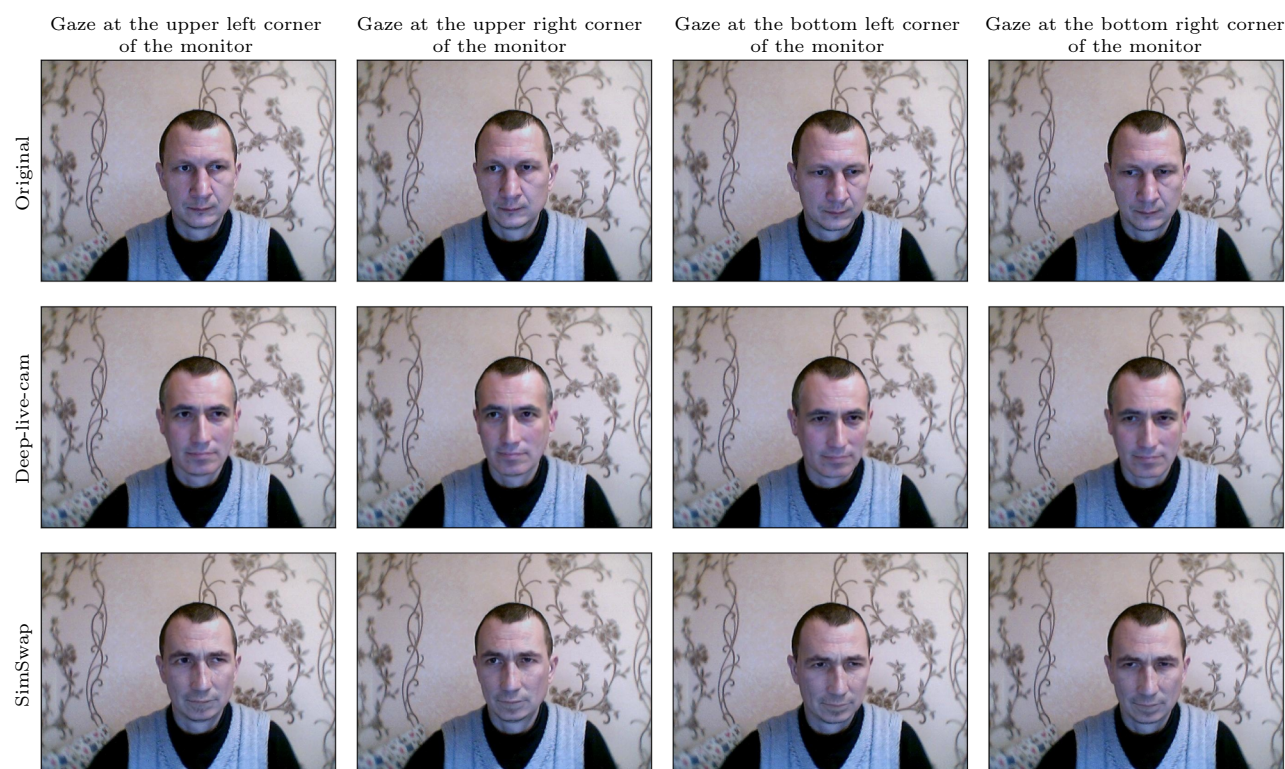 Gaze at the upper left corner
of the monitor
Gaze at the upper right corner
of the monitor
Gaze at the bottom left corner
of the monitor
Gaze at the bottom right corner
of the monitor
Original
Deep-live-cam
SimSwap